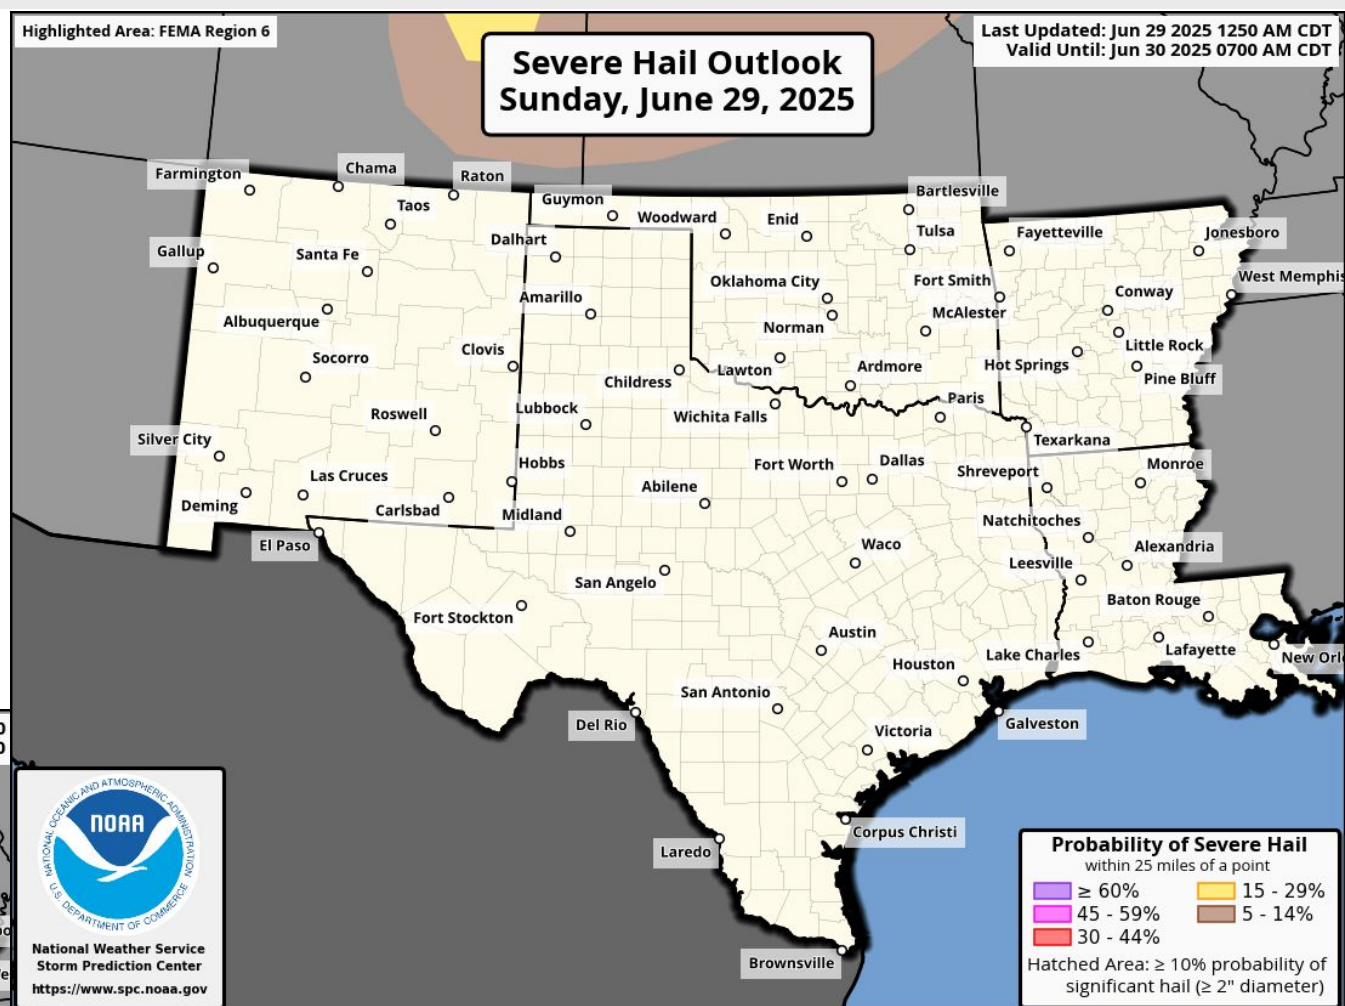 Highlighted Area: FEMA Region 6
Severe Hail Outlook
Sunday, June 29, 2025
Last Updated: Jun 29 2025 1250 AM CDT
Valid Until: Jun 30 2025 0700 AM CDT
Farmington
Chama
Raton
Taos
Guymon
Woodward
Enid
Bartlesville
Gallup
Santa Fe
Dalhart
Tulsa
Fayetteville
Jonesboro
Albuquerque
Amarillo
Oklahoma City
Fort Smith
West Memphis
Conway
Norman
McAlester
Socorro
Clovis
Childress
Lawton
Ardmore
Hot Springs
Little Rock
Pine Bluff
Roswell
Lubbock
Wichita Falls
Paris
Silver City
Texarkana
Las Cruces
Hobbs
Abilene
Fort Worth
Dallas
Shreveport
Monroe
Deming
Carlsbad
Midland
Natchitoches
El Paso
San Angelo
Waco
Leesville
Alexandria
Fort Stockton
Baton Rouge
Austin
Houston
Lake Charles
Lafayette
New Orl
San Antonio
Del Rio
Victoria
Galveston
Laredo
Corpus Christi
Brownsville
NATIONAL OCEANIC AND ATMOSPHERIC ADMINISTRATION
NOAA
U.S. DEPARTMENT OF COMMERCE
National Weather Service
Storm Prediction Center
https://www.spc.noaa.gov
Probability of Severe Hail
within 25 miles of a point
≥ 60%
15 - 29%
45 - 59%
5 - 14%
30 - 44%
Hatched Area: ≥ 10% probability of
significant hail (≥ 2" diameter)